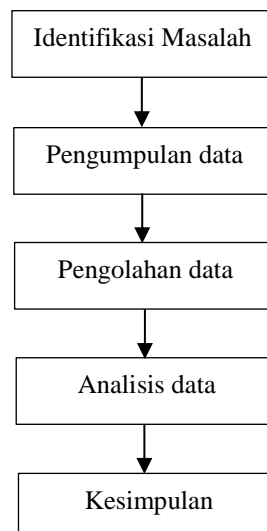 Identifikasi Masalah
Pengumpulan data
Pengolahan data
Analisis data
Kesimpulan